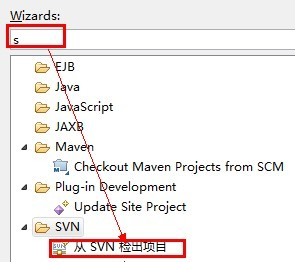 Wizards:
s
EJB
Java
JavaScript
JAXB
Maven
Checkout Maven Projects from SCM
Plug-in Development
Update Site Project
SVN
从 SVN 检出项目